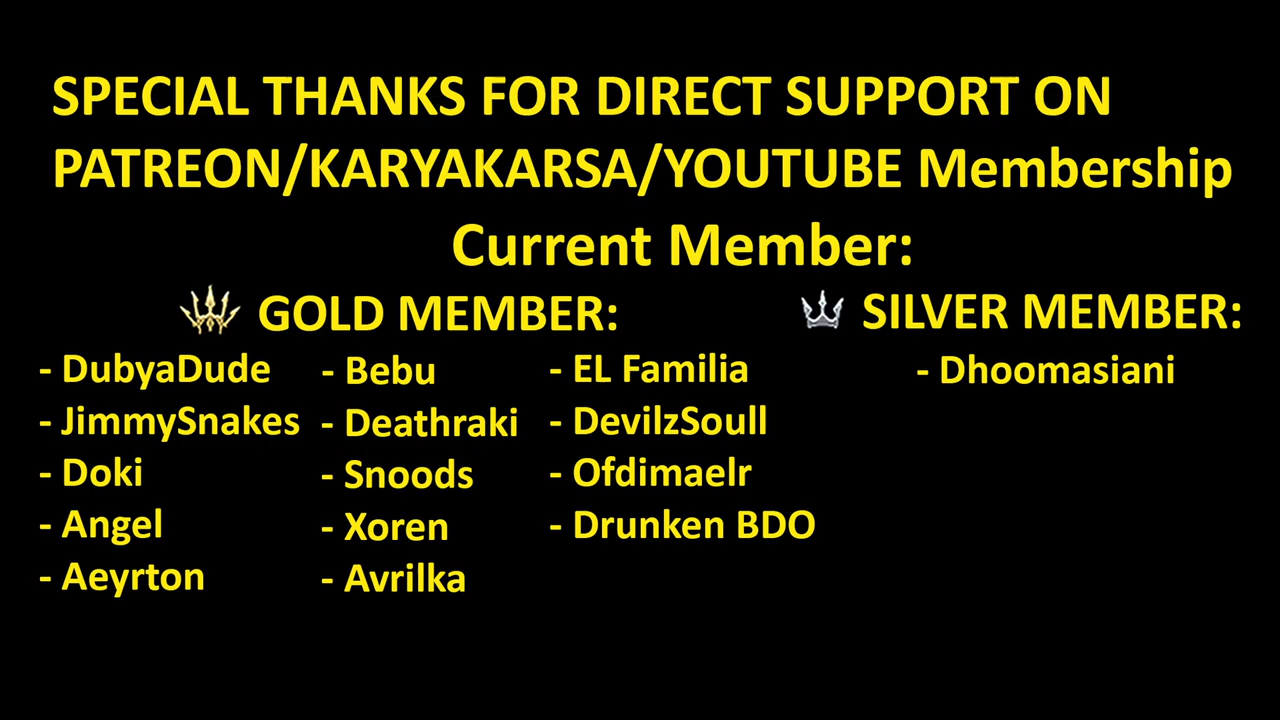 SPECIAL THANKS FOR DIRECT SUPPORT ON
PATREON/KARYAKARSA/YOUTUBE Membership
Current Member:
GOLD MEMBER:
- DubyaDude
- JimmySnakes
- Doki
- Angel
- Aeyrton
- Bebu
- Deathraki
- Snoods
- Xoren
- Avrilka
- EL Familia
- DevilzSoull
- Ofdimaelr
- Drunken BDO
SILVER MEMBER:
- Dhoomasiani